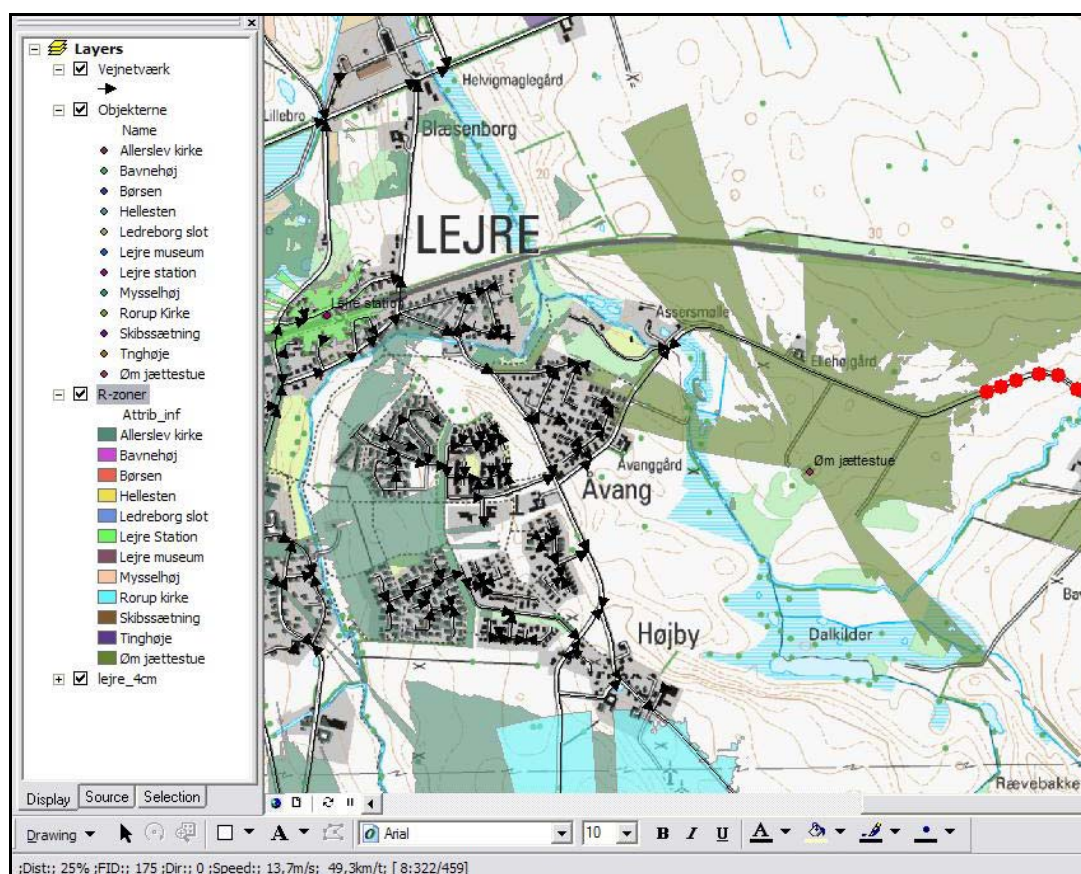 Layers
Vejnetværk
Objekterne
Name
Allerslev kirke
Bavnehøj
Børsen
Hellesten
Ledreborg slot
Lejre museum
Lejre station
Mysselhøj
Rorup Kirke
Skibssætning
Tnghøje
Øm jættestue
R-zoner
Attrib_inf
Allerslev kirke
Bavnehøj
Børsen
Hellesten
Ledreborg slot
Lejre Station
Lejre museum
Mysselhøj
Rorup kirke
Skibssætning
Tinghøje
Øm jættestue
lejre_4cm
Display Source Selection
Helvigmaglegård
Lillebro
Blæsenborg
20
LEJRE
30
Lejre station
Assersmølle
Ellehøjgård
Avanggård
Øm jættestue
Åvang
Højby
Dalkilder
Bav
Rævebakke
Drawing A Arial 10 B I U A
;Dist:; 25% ;FID:; 175 ;Dir:; 0 ;Speed:; 13,7m/s; 49,3km/t; [ 8:322/459]